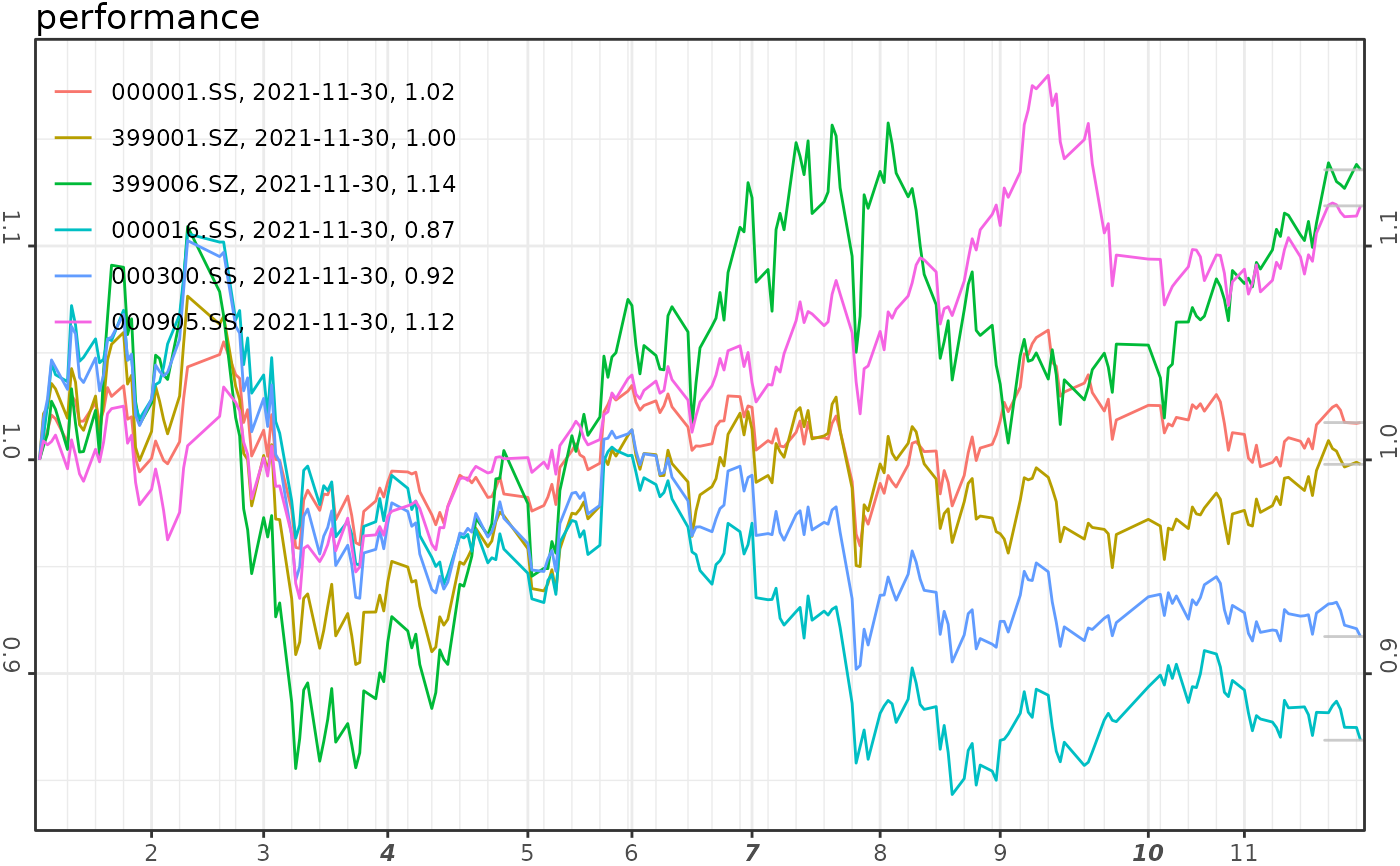 performance
000001.SS, 2021-11-30, 1.02
399001.SZ, 2021-11-30, 1.00
399006.SZ, 2021-11-30, 1.14
000016.SS, 2021-11-30, 0.87
000300.SS, 2021-11-30, 0.92
000905.SS, 2021-11-30, 1.12
1.1
1.0
0.9
1.1
1.0
0.9
2 3 4 5 6 7 8 9 10 11